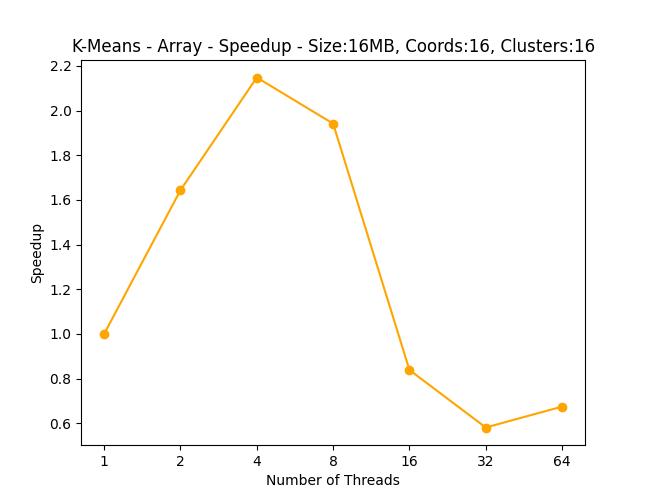 K-Means - Array - Speedup - Size:16MB, Coords:16, Clusters:16
2.2
2.0
1.8
1.6
1.4
1.2
1.0
0.8
0.6
Speedup
1 2 4 8 16 32 64
Number of Threads